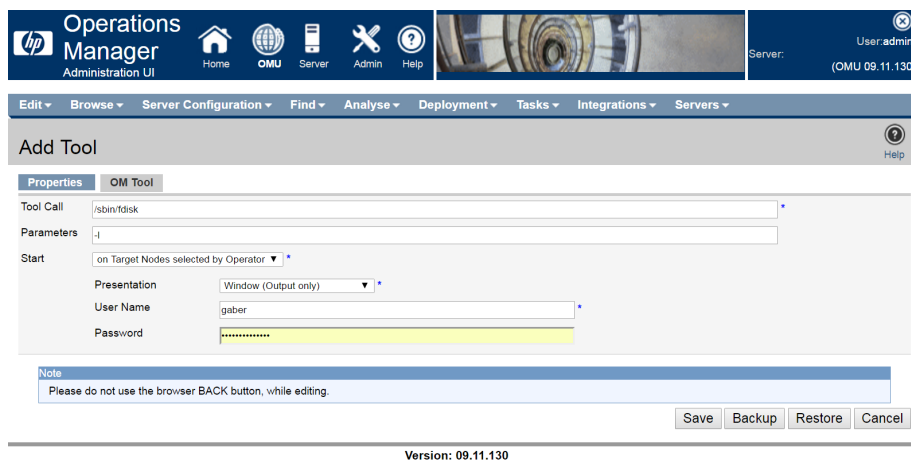 hp
Operations
Manager
Administration UI
Home
OMU
Server
Admin
Help
Server:
User:admin
(OMU 09.11.130
Edit Browse Server Configuration Find Analyse Deployment Tasks Integrations Servers
Add Tool
Help
Properties OM Tool
Tool Call /sbin/fdisk *
Parameters -l
Start on Target Nodes selected by Operator *
Presentation Window (Output only) *
User Name gaber *
Password ••••••••••••••
Note
Please do not use the browser BACK button, while editing.
Save Backup Restore Cancel
Version: 09.11.130